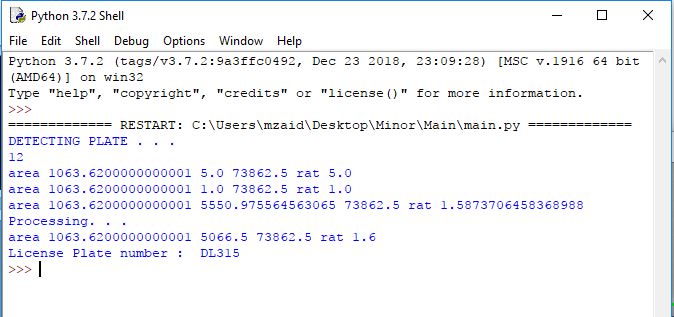 Python 3.7.2 Shell
File Edit Shell Debug Options Window Help
Python 3.7.2 (tags/v3.7.2:9a3ffc0492, Dec 23 2018, 23:09:28) [MSC v.1916 64 bit
(AMD64)] on win32
Type "help", "copyright", "credits" or "license()" for more information.
>>>
============= RESTART: C:\Users\mzaid\Desktop\Minor\Main\main.py =============
DETECTING PLATE . . .
12
area 1063.6200000000001 5.0 73862.5 rat 5.0
area 1063.6200000000001 1.0 73862.5 rat 1.0
area 1063.6200000000001 5550.975564563065 73862.5 rat 1.5873706458368988
Processing. . .
area 1063.6200000000001 5066.5 73862.5 rat 1.6
License Plate number :  DL315
>>>